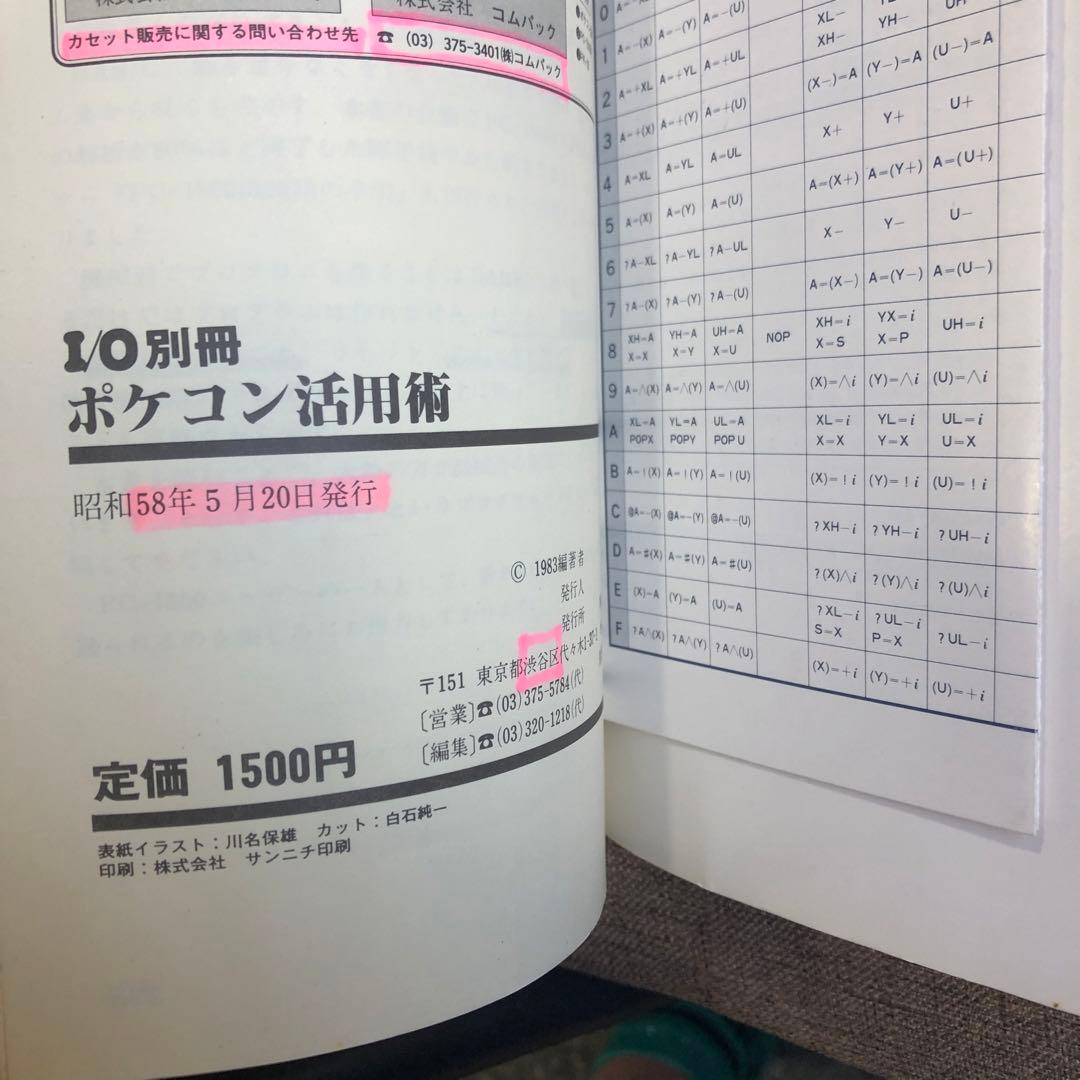 株式会社 コムパック
カセット販売に関する問い合わせ先
☎ (03) 375-3401㈱コムパック
I/O別冊
ポケコン活用術
昭和58年5月20日発行
© 1983編著者
発行人
発行所
〒151 東京都渋谷区代々木1-37-1
〔営業〕☎(03)375-5784(代)
〔編集〕☎(03)320-1218(代)
定価 1500円
表紙イラスト：川名保雄 カット：白石純一
印刷：株式会社 サンニチ印刷
0
XL−
YH−
1 A=−(X) A=−(Y) A=−(U) XH−
2 A=+XL A=+YL A=+UL (X−)=A (Y−)=A (U−)=A
3 A=+(X) A=+(Y) A=+(U) X+ Y+ U+
4 A=XL A=YL A=UL A=(X+) A=(Y+) A=(U+)
5 A=(X) A=(Y) A=(U) X− Y− U−
6 ?A−XL ?A−YL ?A−UL A=(X−) A=(Y−) A=(U−)
7 ?A−(X) ?A−(Y) ?A−(U)
8 XH=A YH=A UH=A NOP XH=i YX=i UH=i
X=X X=Y X=U X=S X=P
9 A=∧(X) A=∧(Y) A=∧(U) (X)=∧i (Y)=∧i (U)=∧i
A XL=A YL=A UL=A XL=i YL=i UL=i
POPX POPY POP U X=X Y=X U=X
B A=!(X) A=!(Y) A=!(U) (X)=!i (Y)=!i (U)=!i
C @A=−(X) @A=−(Y) @A=−(U) ?XH−i ?YH−i ?UH−i
D A=#(X) A=#(Y) A=#(U) ?(X)∧i ?(Y)∧i ?(U)∧i
E (X)=A (Y)=A (U)=A ?XL−i ?UL−i ?UL−i
S=X P=X
F ?A∧(X) ?A∧(Y) ?A∧(U) (X)=+i (Y)=+i (U)=+i